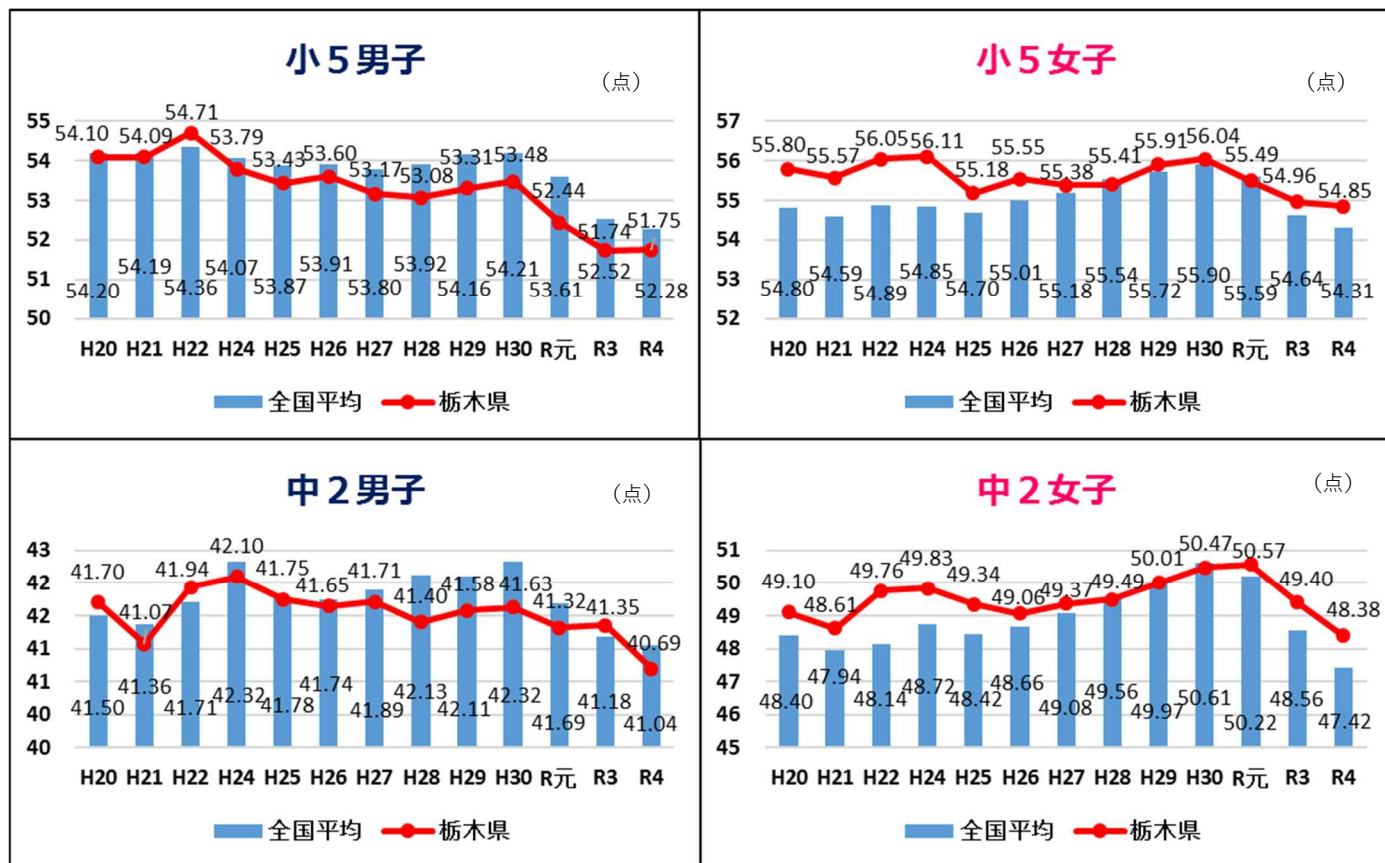 小５男子
（点）
55
54
53
52
51
50
54.10 54.09 54.71 53.79 53.43 53.60 53.17 53.08 53.31 53.48 52.44 51.74 51.75
54.20 54.19 54.36 54.07 53.87 53.91 53.80 53.92 54.16 54.21 53.61 52.52 52.28
H20 H21 H22 H24 H25 H26 H27 H28 H29 H30 R元 R3 R4
全国平均 栃木県
小５女子
（点）
57
56
55
54
53
52
55.80 55.57 56.05 56.11 55.18 55.55 55.38 55.41 55.91 56.04 55.49 54.96 54.85
54.80 54.59 54.89 54.85 54.70 55.01 55.18 55.54 55.72 55.90 55.59 54.64 54.31
H20 H21 H22 H24 H25 H26 H27 H28 H29 H30 R元 R3 R4
全国平均 栃木県
中２男子
（点）
43
42
42
41
41
40
40
41.70 41.07 41.94 42.10 41.75 41.65 41.71 41.40 41.58 41.63 41.32 41.35 40.69
41.50 41.36 41.71 42.32 41.78 41.74 41.89 42.13 42.11 42.32 41.69 41.18 41.04
H20 H21 H22 H24 H25 H26 H27 H28 H29 H30 R元 R3 R4
全国平均 栃木県
中２女子
（点）
51
50
49
48
47
46
45
49.10 48.61 49.76 49.83 49.34 49.06 49.37 49.49 50.01 50.47 50.57 49.40 48.38
48.40 47.94 48.14 48.72 48.42 48.66 49.08 49.56 49.97 50.61 50.22 48.56 47.42
H20 H21 H22 H24 H25 H26 H27 H28 H29 H30 R元 R3 R4
全国平均 栃木県